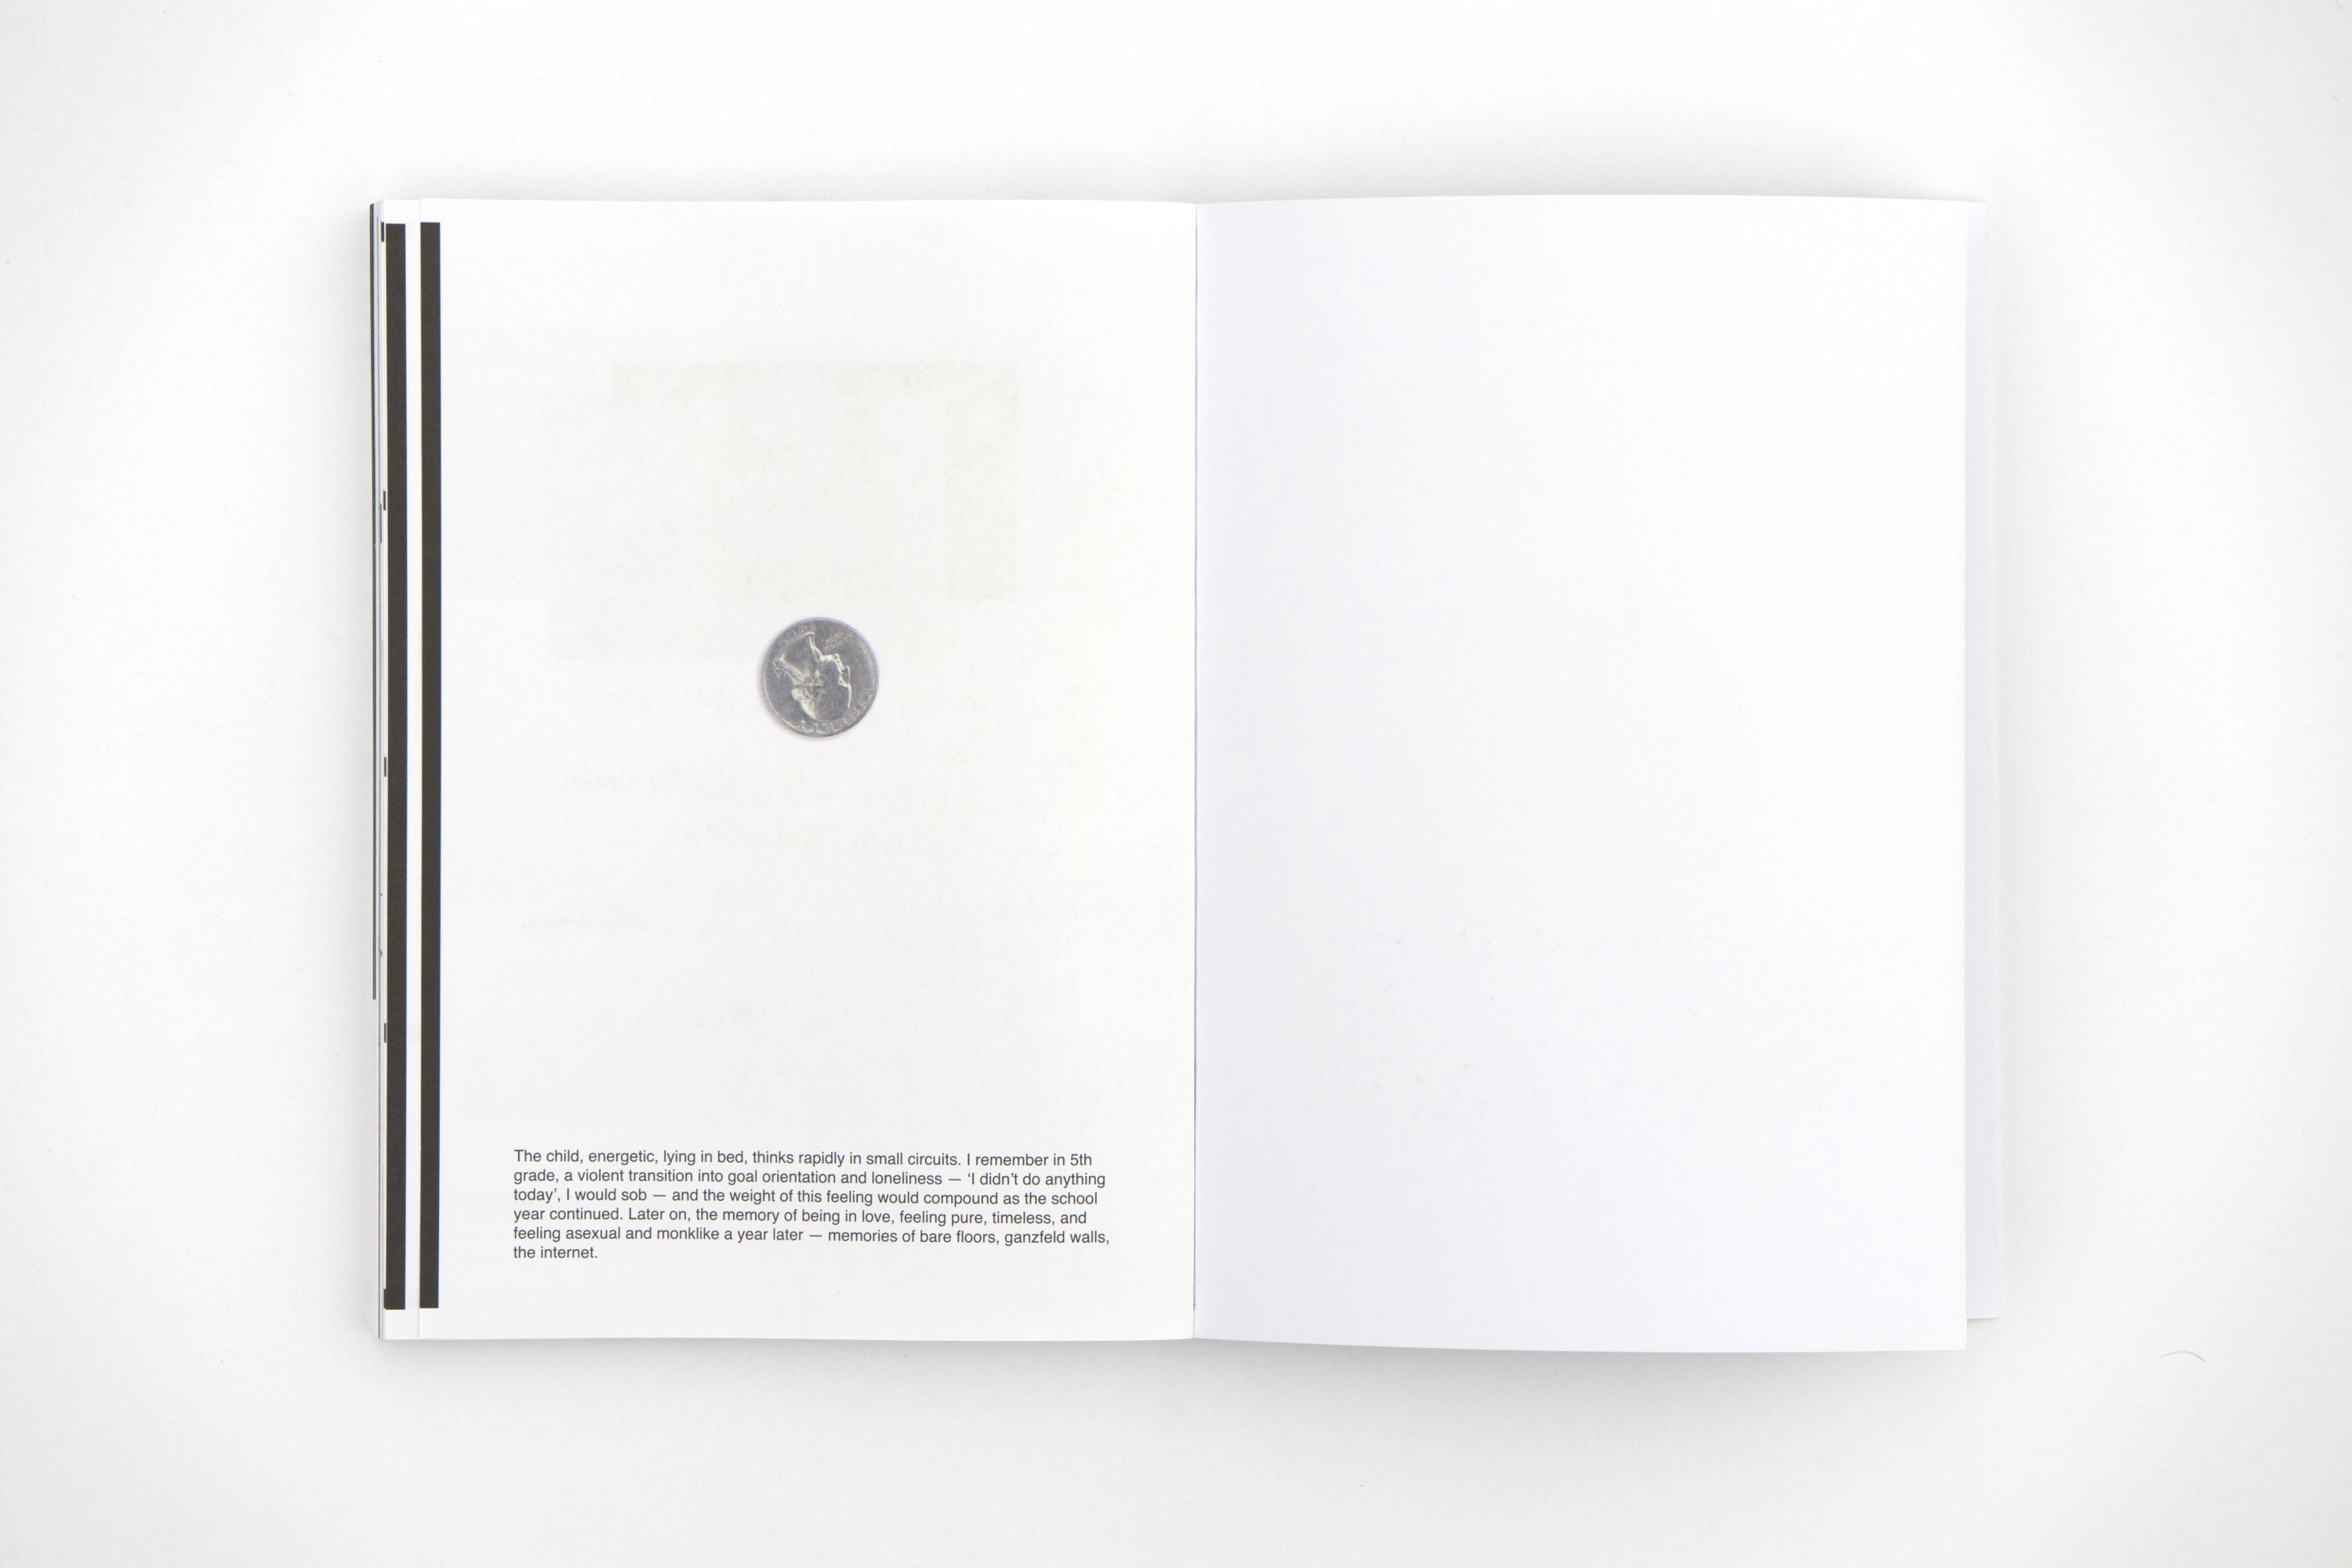 The child, energetic, lying in bed, thinks rapidly in small circuits. I remember in 5th
grade, a violent transition into goal orientation and loneliness — ‘I didn’t do anything
today’, I would sob — and the weight of this feeling would compound as the school
year continued. Later on, the memory of being in love, feeling pure, timeless, and
feeling asexual and monklike a year later — memories of bare floors, ganzfeld walls,
the internet.